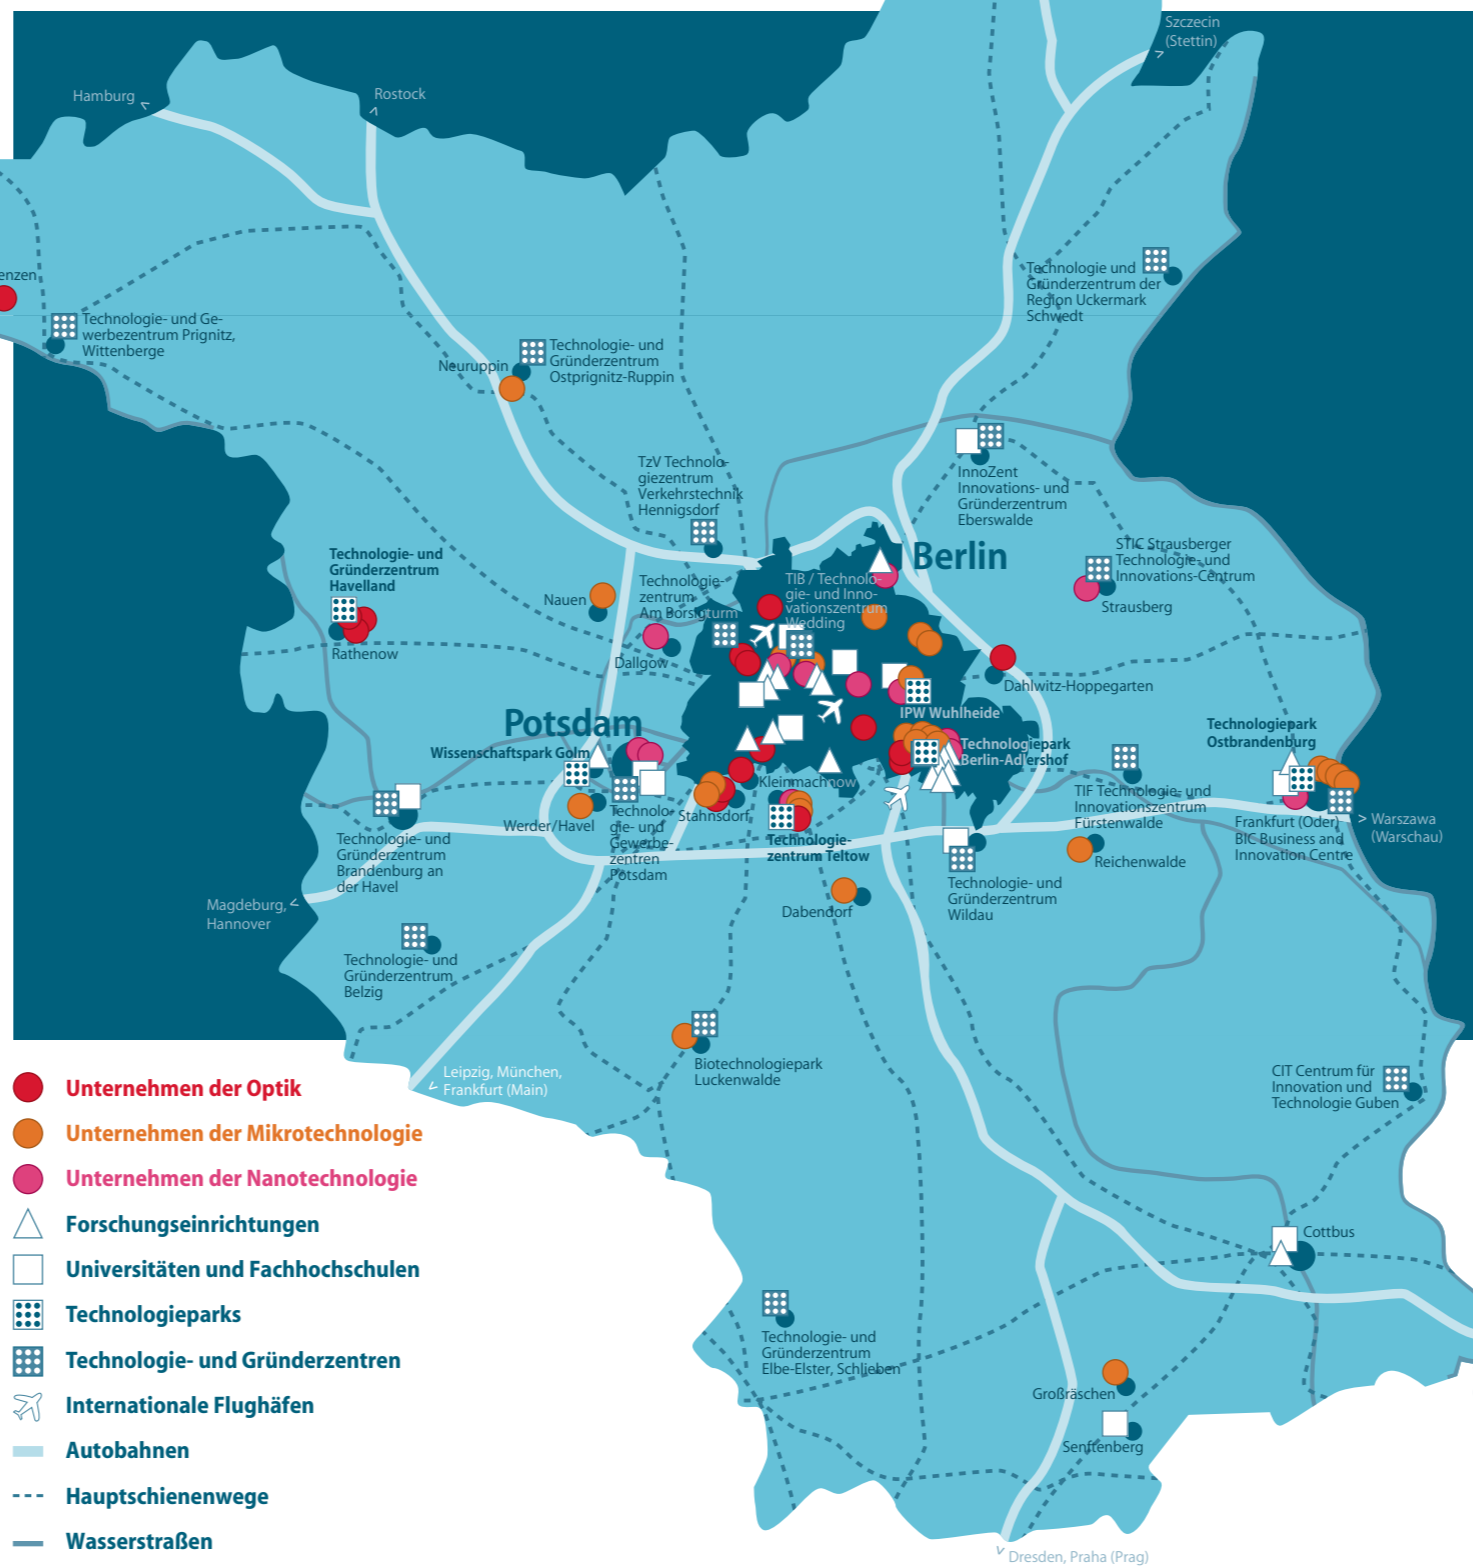 Szczecin
(Stettin)
Hamburg
Rostock
enzen
Technologie- und Ge-
werbezentrum Prignitz,
Wittenberge
Neuruppin
Technologie- und
Gründerzentrum
Ostprignitz-Ruppin
Technologie und
Gründerzentrum der
Region Uckermark
Schwedt
TzV Technolo-
giezentrum
Verkehrstechnik
Hennigsdorf
InnoZent
Innovations- und
Gründerzentrum
Eberswalde
Berlin
STIC Strausberger
Technologie- und
Innovations-Centrum
Strausberg
Technologie- und
Gründerzentrum
Havelland
Rathenow
Nauen
Technologie-
zentrum
Am Borsigturm
Dallgow
TIB / Technolo-
gie- und Inno-
vationszentrum
Wedding
Dahlwitz-Hoppegarten
IPW Wuhlheide
Potsdam
Wissenschaftspark Golm
Technologiepark
Berlin-Adlershof
Technologiepark
Ostbrandenburg
Kleinmachnow
Werder/Havel
Technolo-
gie- und
Gewerbe-
zentren
Potsdam
Stahnsdorf
Technologie-
zentrum Teltow
TIF Technologie- und
Innovationszentrum
Fürstenwalde
Reichenwalde
Frankfurt (Oder)
BIC Business and
Innovation Centre
Warszawa
(Warschau)
Technologie- und
Gründerzentrum
Brandenburg an
der Havel
Magdeburg,
Hannover
Dabendorf
Technologie- und
Gründerzentrum
Wildau
Technologie- und
Gründerzentrum
Belzig
Biotechnologiepark
Luckenwalde
Leipzig, München,
Frankfurt (Main)
CIT Centrum für
Innovation und
Technologie Guben
Cottbus
Technologie- und
Gründerzentrum
Elbe-Elster, Schlieben
Großräschen
Senftenberg
Dresden, Praha (Prag)
Unternehmen der Optik
Unternehmen der Mikrotechnologie
Unternehmen der Nanotechnologie
Forschungseinrichtungen
Universitäten und Fachhochschulen
Technologieparks
Technologie- und Gründerzentren
Internationale Flughäfen
Autobahnen
Hauptschienenwege
Wasserstraßen